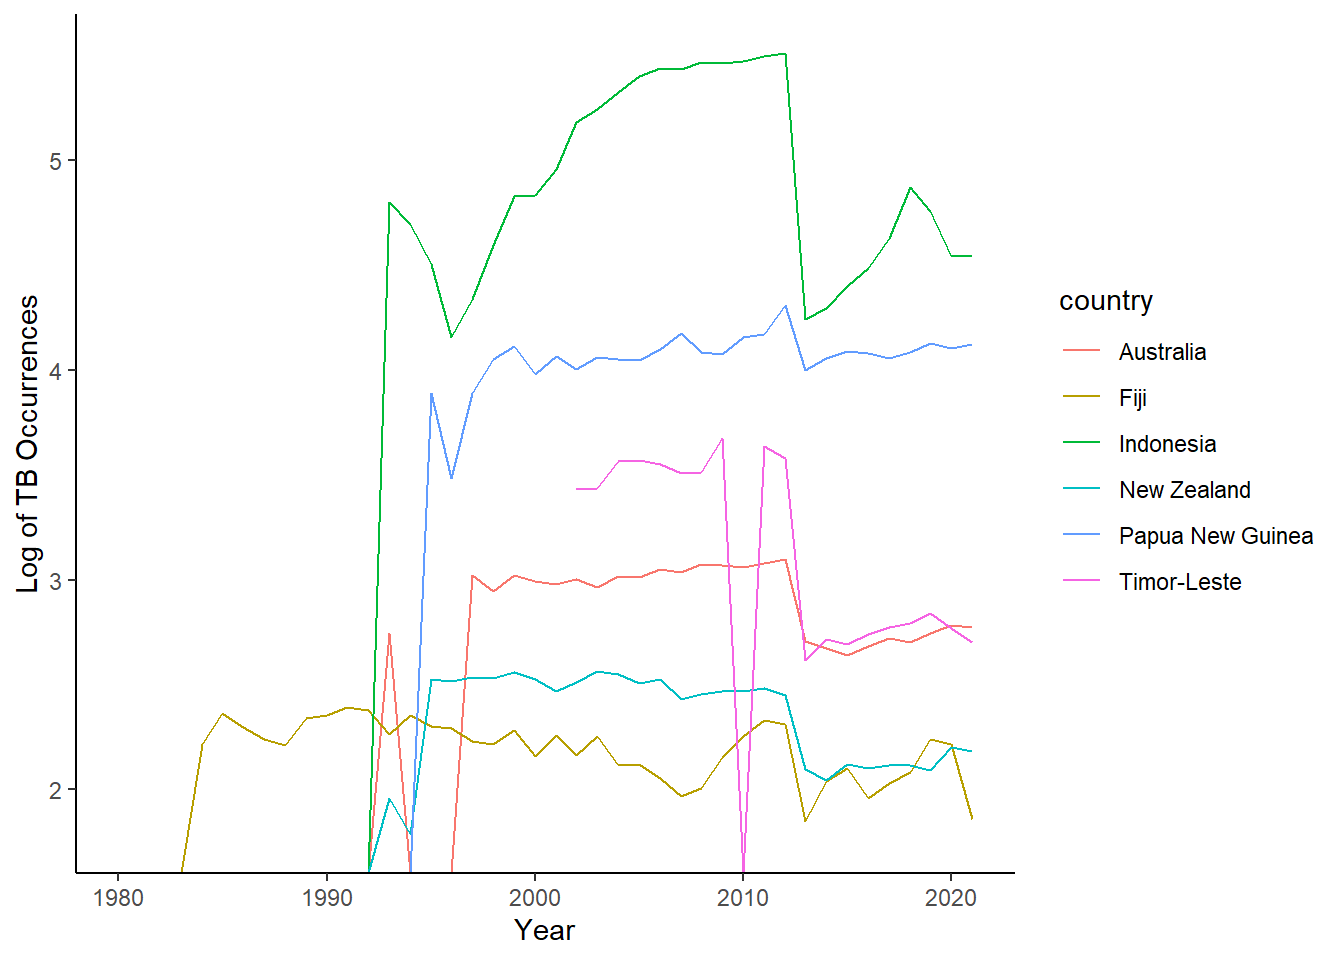 Log of TB Occurrences
5
4
3
2
1980
1990
2000
2010
2020
Year
country
Australia
Fiji
Indonesia
New Zealand
Papua New Guinea
Timor-Leste